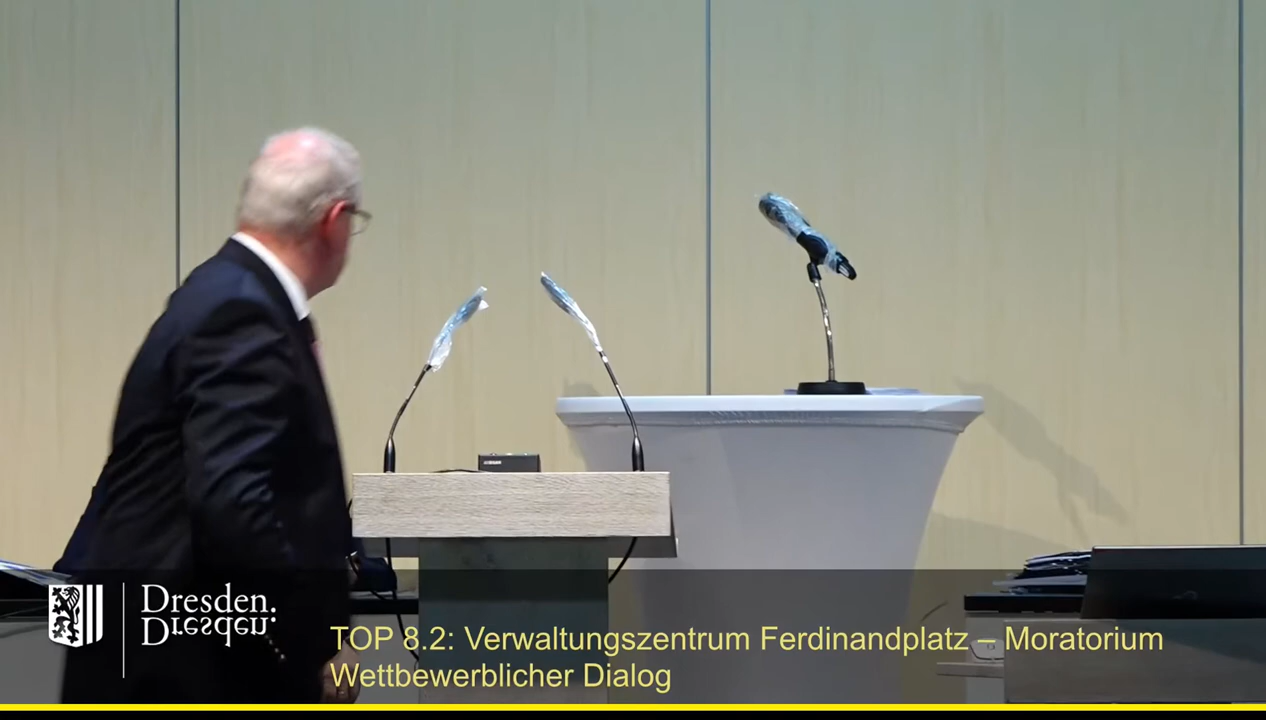 Dresden.
Dresden.
TOP 8.2: Verwaltungszentrum Ferdinandplatz – Moratorium
Wettbewerblicher Dialog